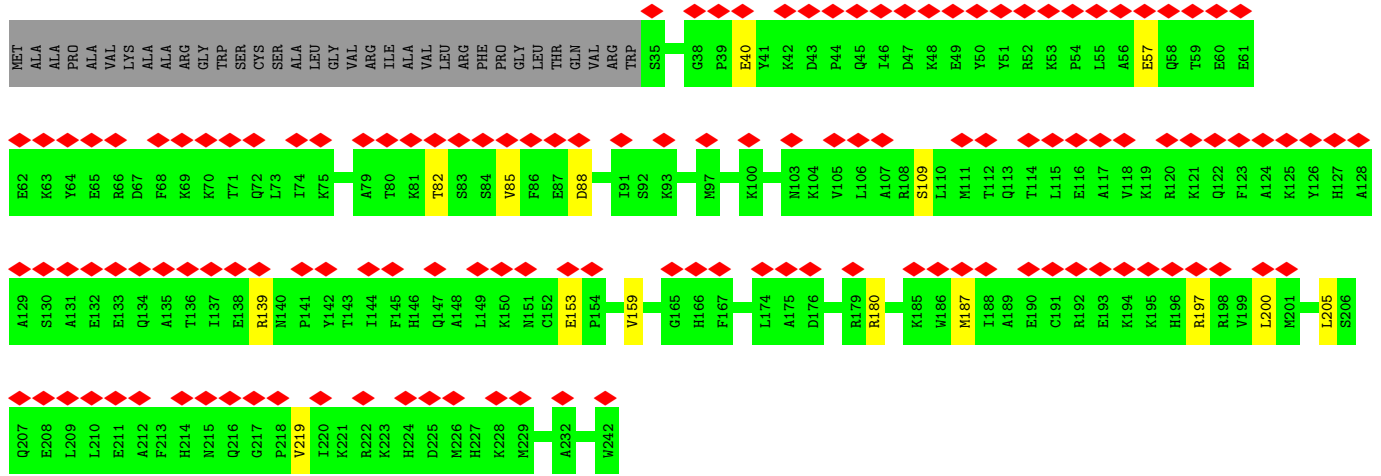 MET ALA ALA PRO ALA VAL LYS ALA ALA ARG GLY TRP SER CYS SER ALA LEU GLY VAL ARG ILE ALA VAL LEU ARG PHE PRO GLY LEU THR GLN VAL ARG TRP S35 G38 P39 E40 Y41 K42 D43 P44 Q45 I46 D47 K48 E49 Y50 Y51 R52 K53 P54 L55 A56 E57 Q58 T59 E60 E61
E62 K63 Y64 E65 R66 D67 F68 K69 K70 T71 Q72 L73 I74 K75 A79 T80 K81 T82 S83 S84 V85 F86 E87 D88 I91 S92 K93 M97 K100 N103 K104 V105 L106 A107 R108 S109 L110 M111 T112 Q113 T114 L115 E116 A117 V118 K119 R120 K121 Q122 F123 A124 K125 Y126 H127 A128
A129 S130 A131 E132 E133 Q134 A135 T136 I137 E138 R139 N140 P141 Y142 T143 I144 F145 H146 Q147 A148 L149 K150 N151 C152 E153 P154 V159 G165 H166 F167 L174 A175 D176 R179 R180 K185 W186 M187 I188 A189 E190 C191 R192 E193 K194 K195 H196 R197 R198 V199 L200 M201 L205 S206
Q207 E208 L209 L210 E211 A212 F213 H214 N215 Q216 G217 P218 V219 I220 K221 R222 K223 H224 D225 M226 H227 K228 M229 A232 W242